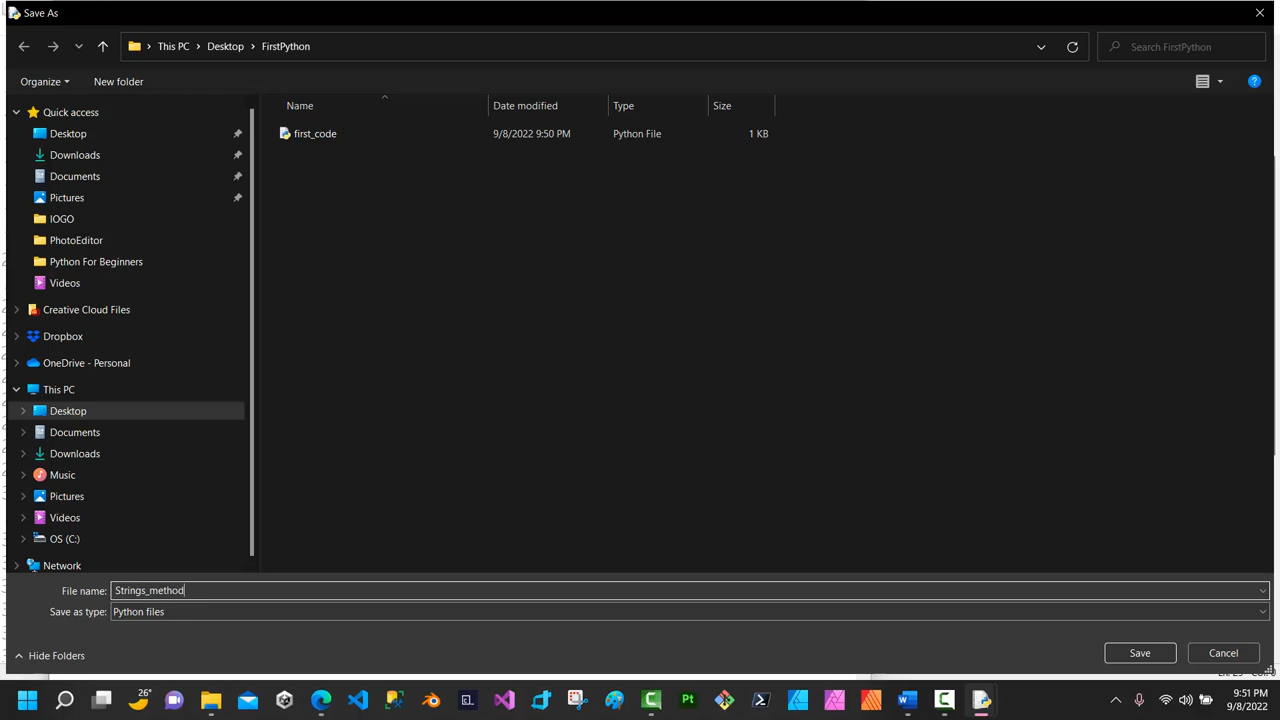 Save As
This PC
Desktop
FirstPython
Search FirstPython
Organize
New folder
Name
Date modified
Type
Size
first_code
9/8/2022 9:50 PM
Python File
1 KB
Quick access
Desktop
Downloads
Documents
Pictures
IOGO
PhotoEditor
Python For Beginners
Videos
Creative Cloud Files
Dropbox
OneDrive - Personal
This PC
Desktop
Documents
Downloads
Music
Pictures
Videos
OS (C:)
Network
File name: Strings_method
Save as type: Python files
Hide Folders
Save
Cancel
26°
Pt
9:51 PM
9/8/2022